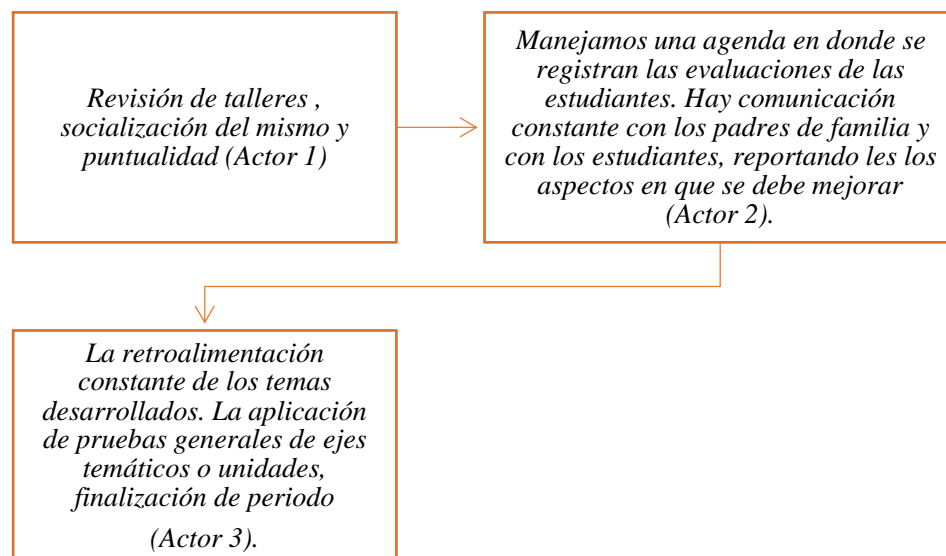 Revisión de talleres ,
socialización del mismo y
puntualidad (Actor 1)
Manejamos una agenda en donde se
registran las evaluaciones de las
estudiantes. Hay comunicación
constante con los padres de familia y
con los estudiantes, reportando les los
aspectos en que se debe mejorar
(Actor 2).
La retroalimentación
constante de los temas
desarrollados. La aplicación
de pruebas generales de ejes
temáticos o unidades,
finalización de periodo
(Actor 3).